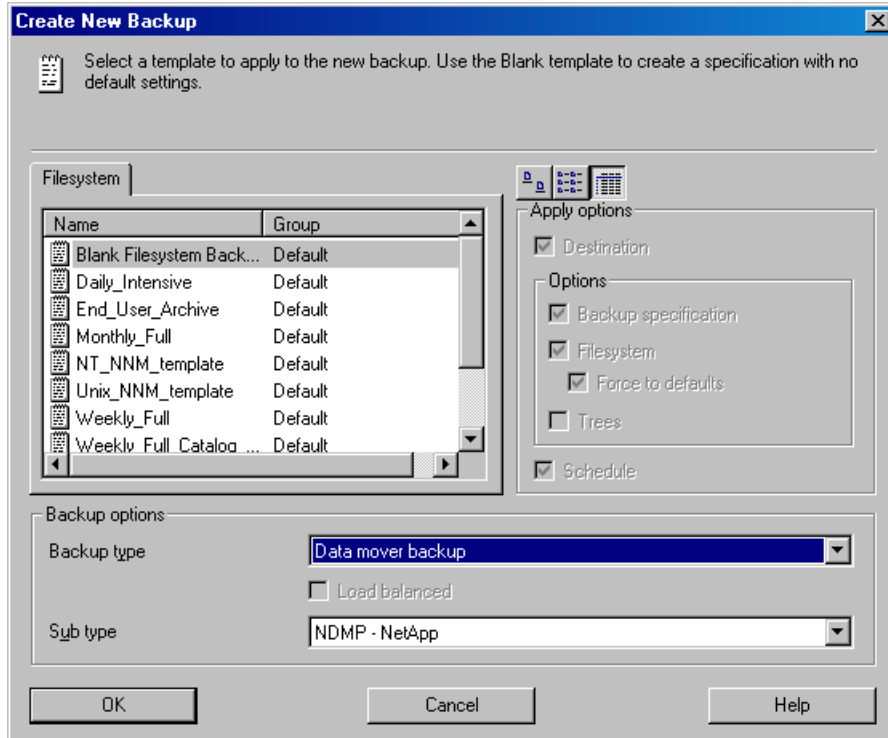 Create New Backup
Select a template to apply to the new backup. Use the Blank template to create a specification with no
default settings.
Filesystem
Name Group
Blank Filesystem Back... Default
Daily_Intensive Default
End_User_Archive Default
Monthly_Full Default
NT_NNM_template Default
Unix_NNM_template Default
Weekly_Full Default
Weekly_Full_Catalog ... Default
Apply options
Destination
Options
Backup specification
Filesystem
Force to defaults
Trees
Schedule
Backup options
Backup type Data mover backup
Load balanced
Sub type NDMP - NetApp
OK Cancel Help